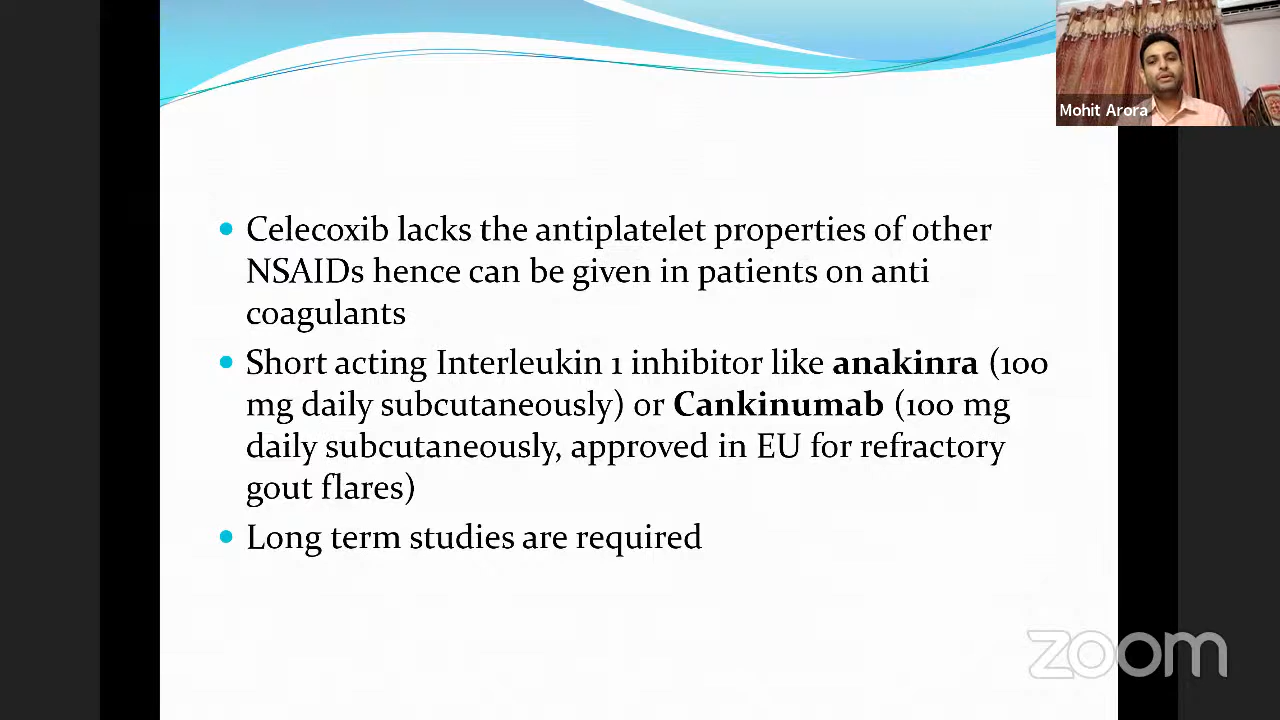 Mohit Arora
Celecoxib lacks the antiplatelet properties of other
NSAIDs hence can be given in patients on anti
coagulants
Short acting Interleukin 1 inhibitor like anakinra (100
mg daily subcutaneously) or Cankinumab (100 mg
daily subcutaneously, approved in EU for refractory
gout flares)
Long term studies are required
zoom